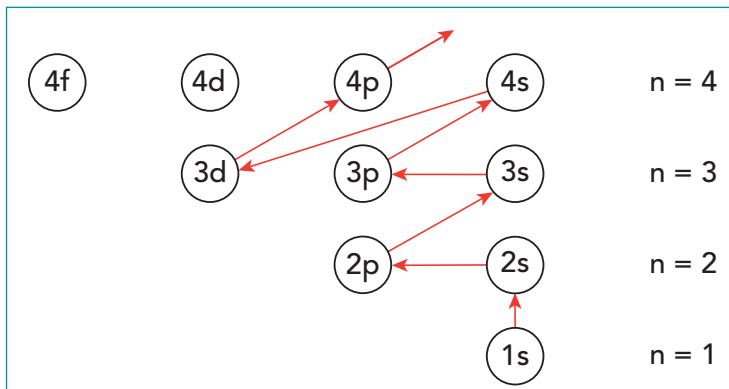 4f 4d 4p 4s n = 4
3d 3p 3s n = 3
2p 2s n = 2
1s n = 1